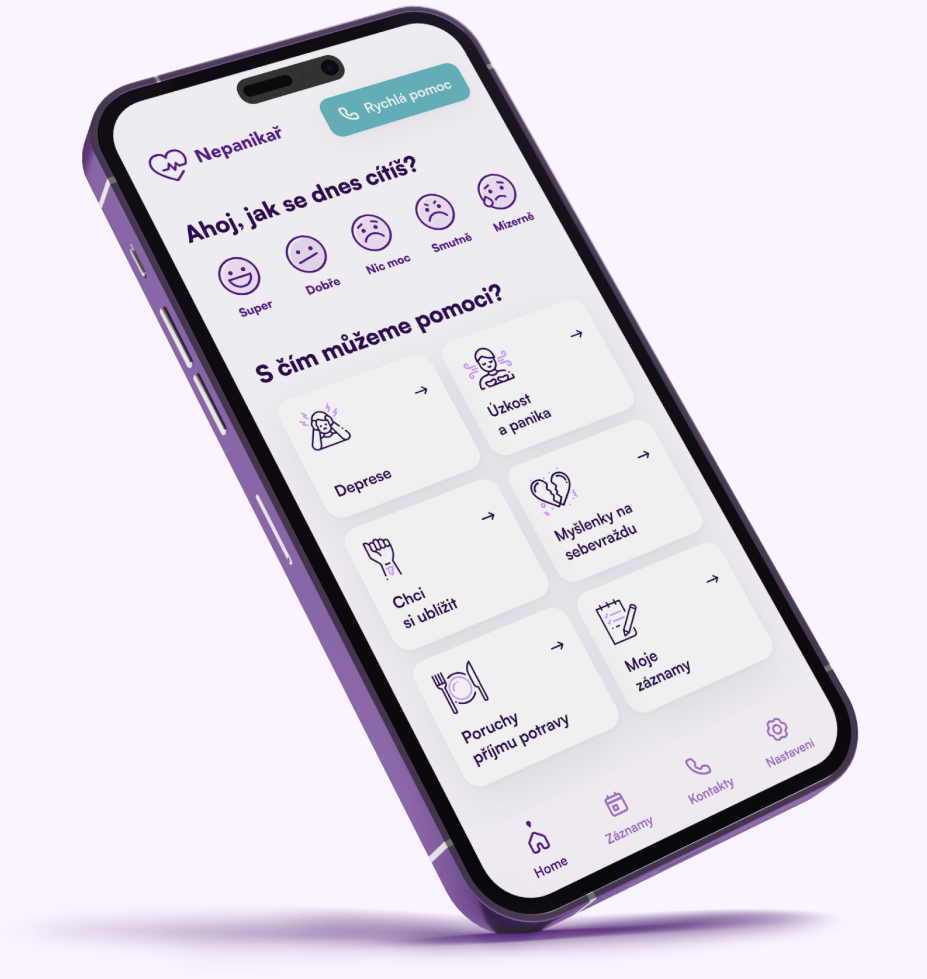 Rychlá pomoc
Nepanikař
Ahoj, jak se dnes cítíš?
Super
Dobře
Nic moc
Smutně
Mizerně
S čím můžeme pomoci?
Deprese
Úzkost
a panika
Chci
si ublížit
Myšlenky na
sebevraždu
Poruchy
příjmu potravy
Moje
záznamy
Home
Záznamy
Kontakty
Nastavení